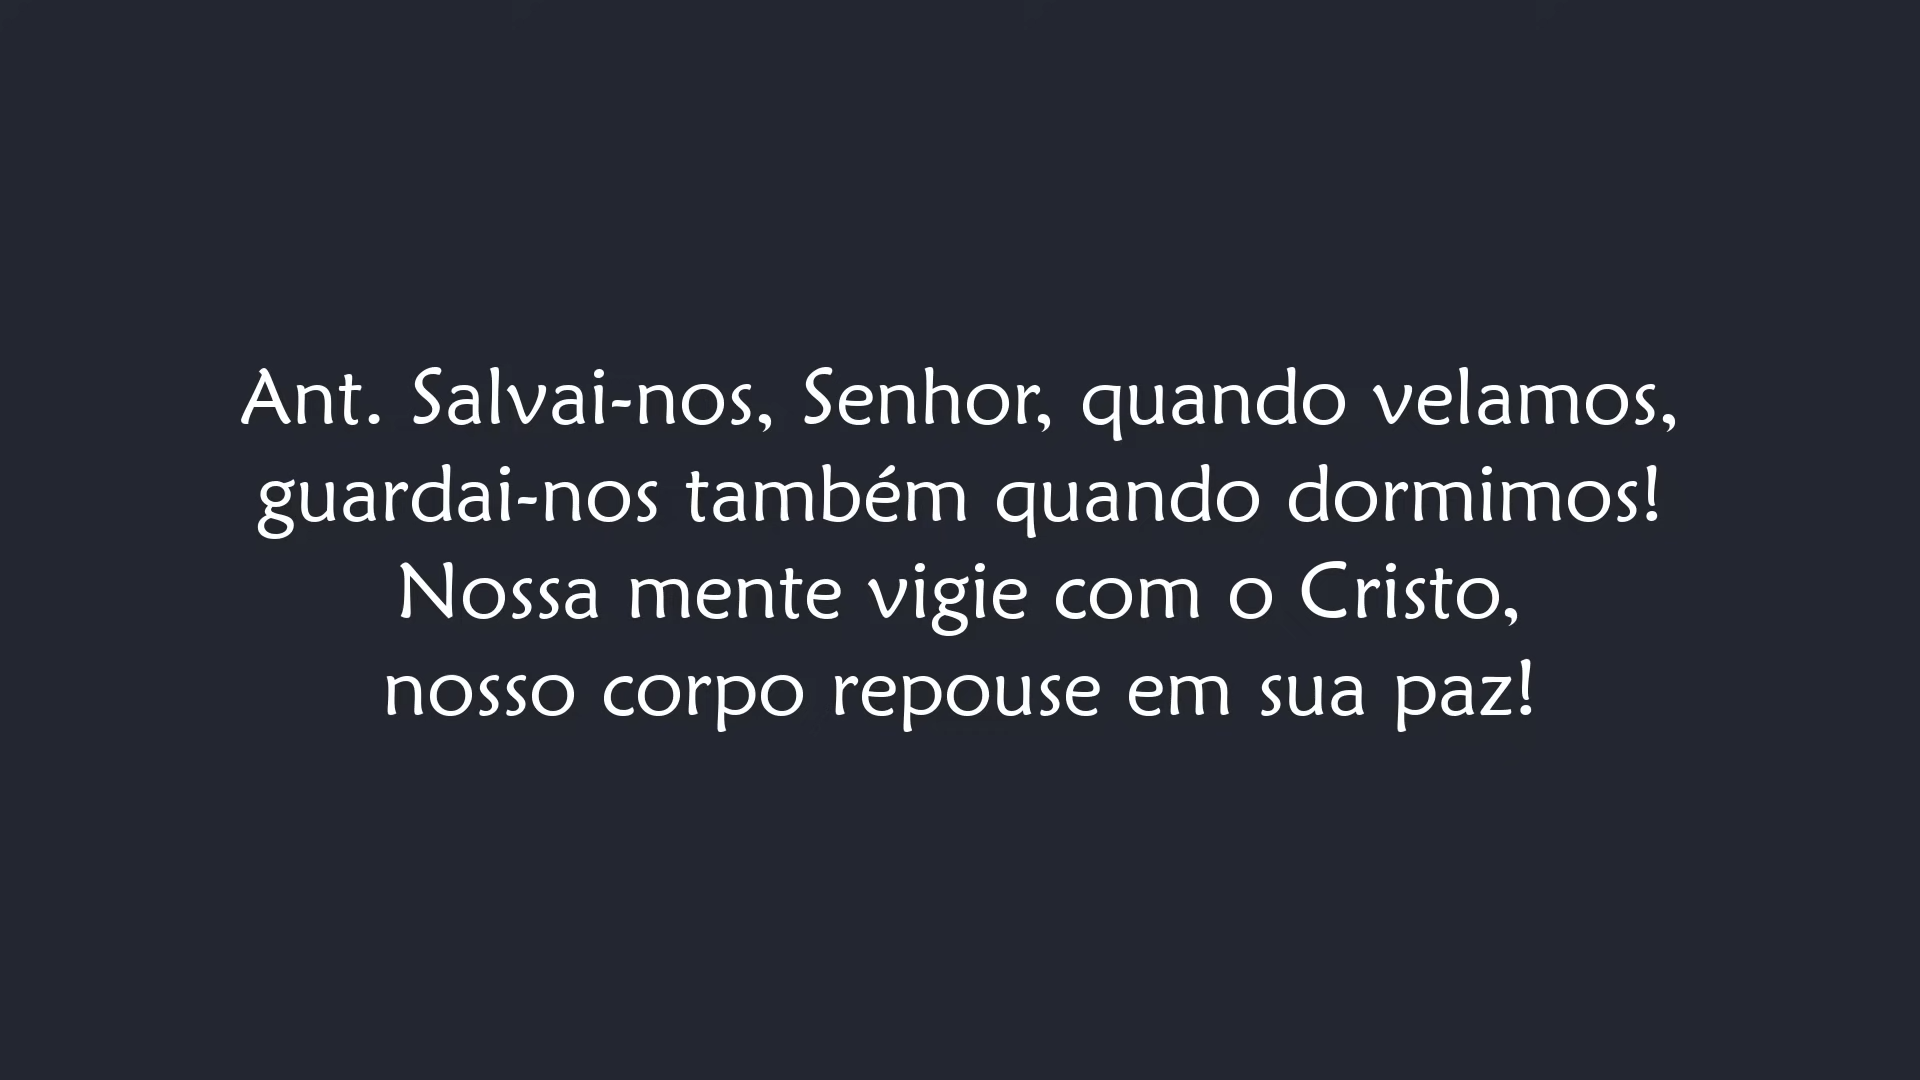 Ant. Salvai-nos, Senhor, quando velamos,
guardai-nos também quando dormimos!
Nossa mente vigie com o Cristo,
nosso corpo repouse em sua paz!